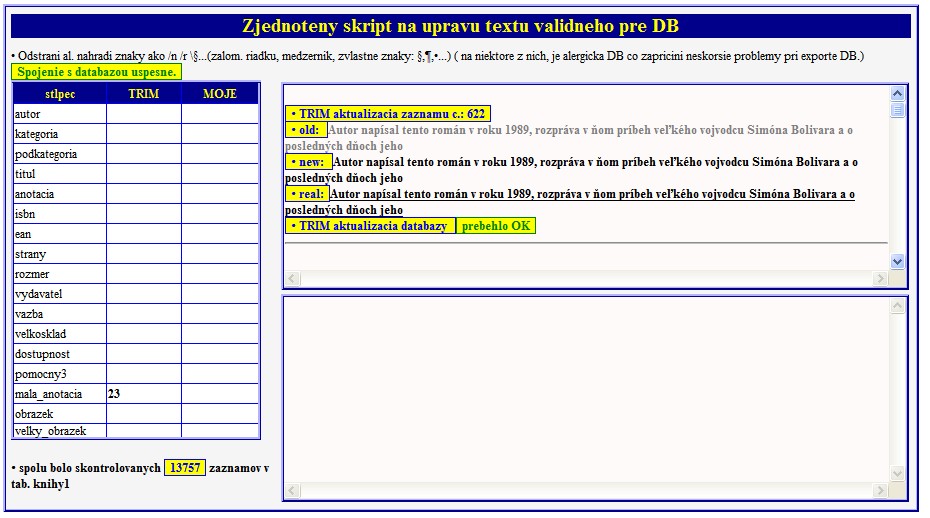 Zjednoteny skript na upravu textu validneho pre DB
• Odstrani al. nahradi znaky ako /n /r \§...(zalom. riadku, medzernik, zvlastne znaky: §,¶,•...) ( na niektore z nich, je alergicka DB co zapricini neskorsie problemy pri exporte DB.)
Spojenie s databazou uspesne.
stlpec TRIM MOJE
autor
kategoria
podkategoria
titul
anotacia
isbn
ean
strany
rozmer
vydavatel
vazba
velkosklad
dostupnost
pomocny3
mala_anotacia 23
obrazek
velky_obrazek
• spolu bolo skontrolovanych 13757 zaznamov v
tab. knihy1
• TRIM aktualizacia zaznamu c.: 622
• old: Autor napísal tento román v roku 1989, rozpráva v ňom príbeh veľkého vojvodcu Simóna Bolivara a o
posledných dňoch jeho
• new: Autor napísal tento román v roku 1989, rozpráva v ňom príbeh veľkého vojvodcu Simóna Bolivara a o
posledných dňoch jeho
• real: Autor napísal tento román v roku 1989, rozpráva v ňom príbeh veľkého vojvodcu Simóna Bolivara a o
posledných dňoch jeho
• TRIM aktualizacia databazy prebehlo OK